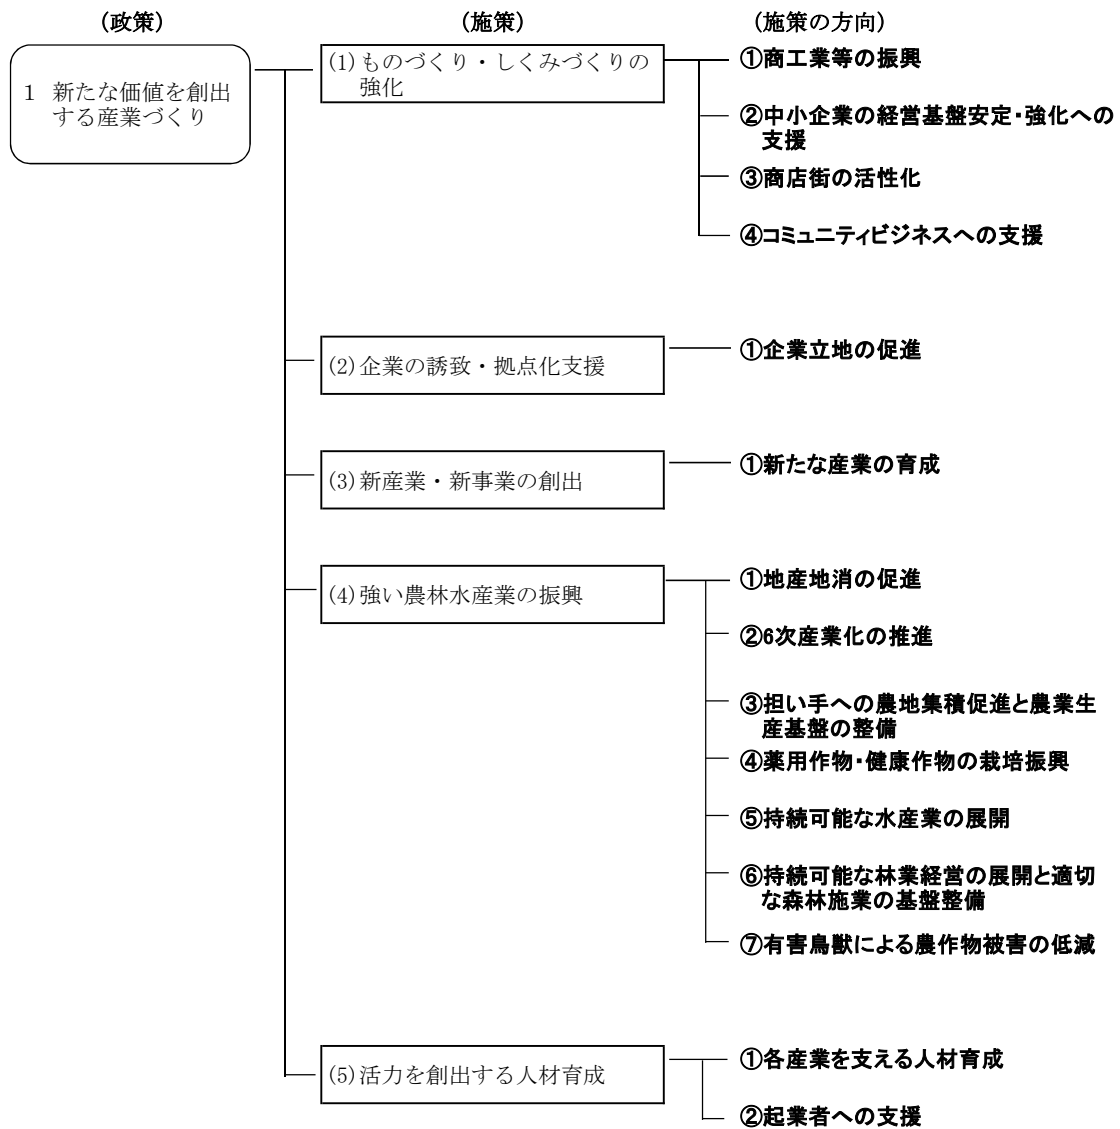 (政策)
(施策)
(施策の方向)
1 新たな価値を創出
する産業づくり
(1)ものづくり・しくみづくりの
強化
①商工業等の振興
②中小企業の経営基盤安定・強化への
支援
③商店街の活性化
④コミュニティビジネスへの支援
(2)企業の誘致・拠点化支援
①企業立地の促進
(3)新産業・新事業の創出
①新たな産業の育成
(4)強い農林水産業の振興
①地産地消の促進
②6次産業化の推進
③担い手への農地集積促進と農業生
産基盤の整備
④薬用作物・健康作物の栽培振興
⑤持続可能な水産業の展開
⑥持続可能な林業経営の展開と適切
な森林施業の基盤整備
⑦有害鳥獣による農作物被害の低減
(5)活力を創出する人材育成
①各産業を支える人材育成
②起業者への支援